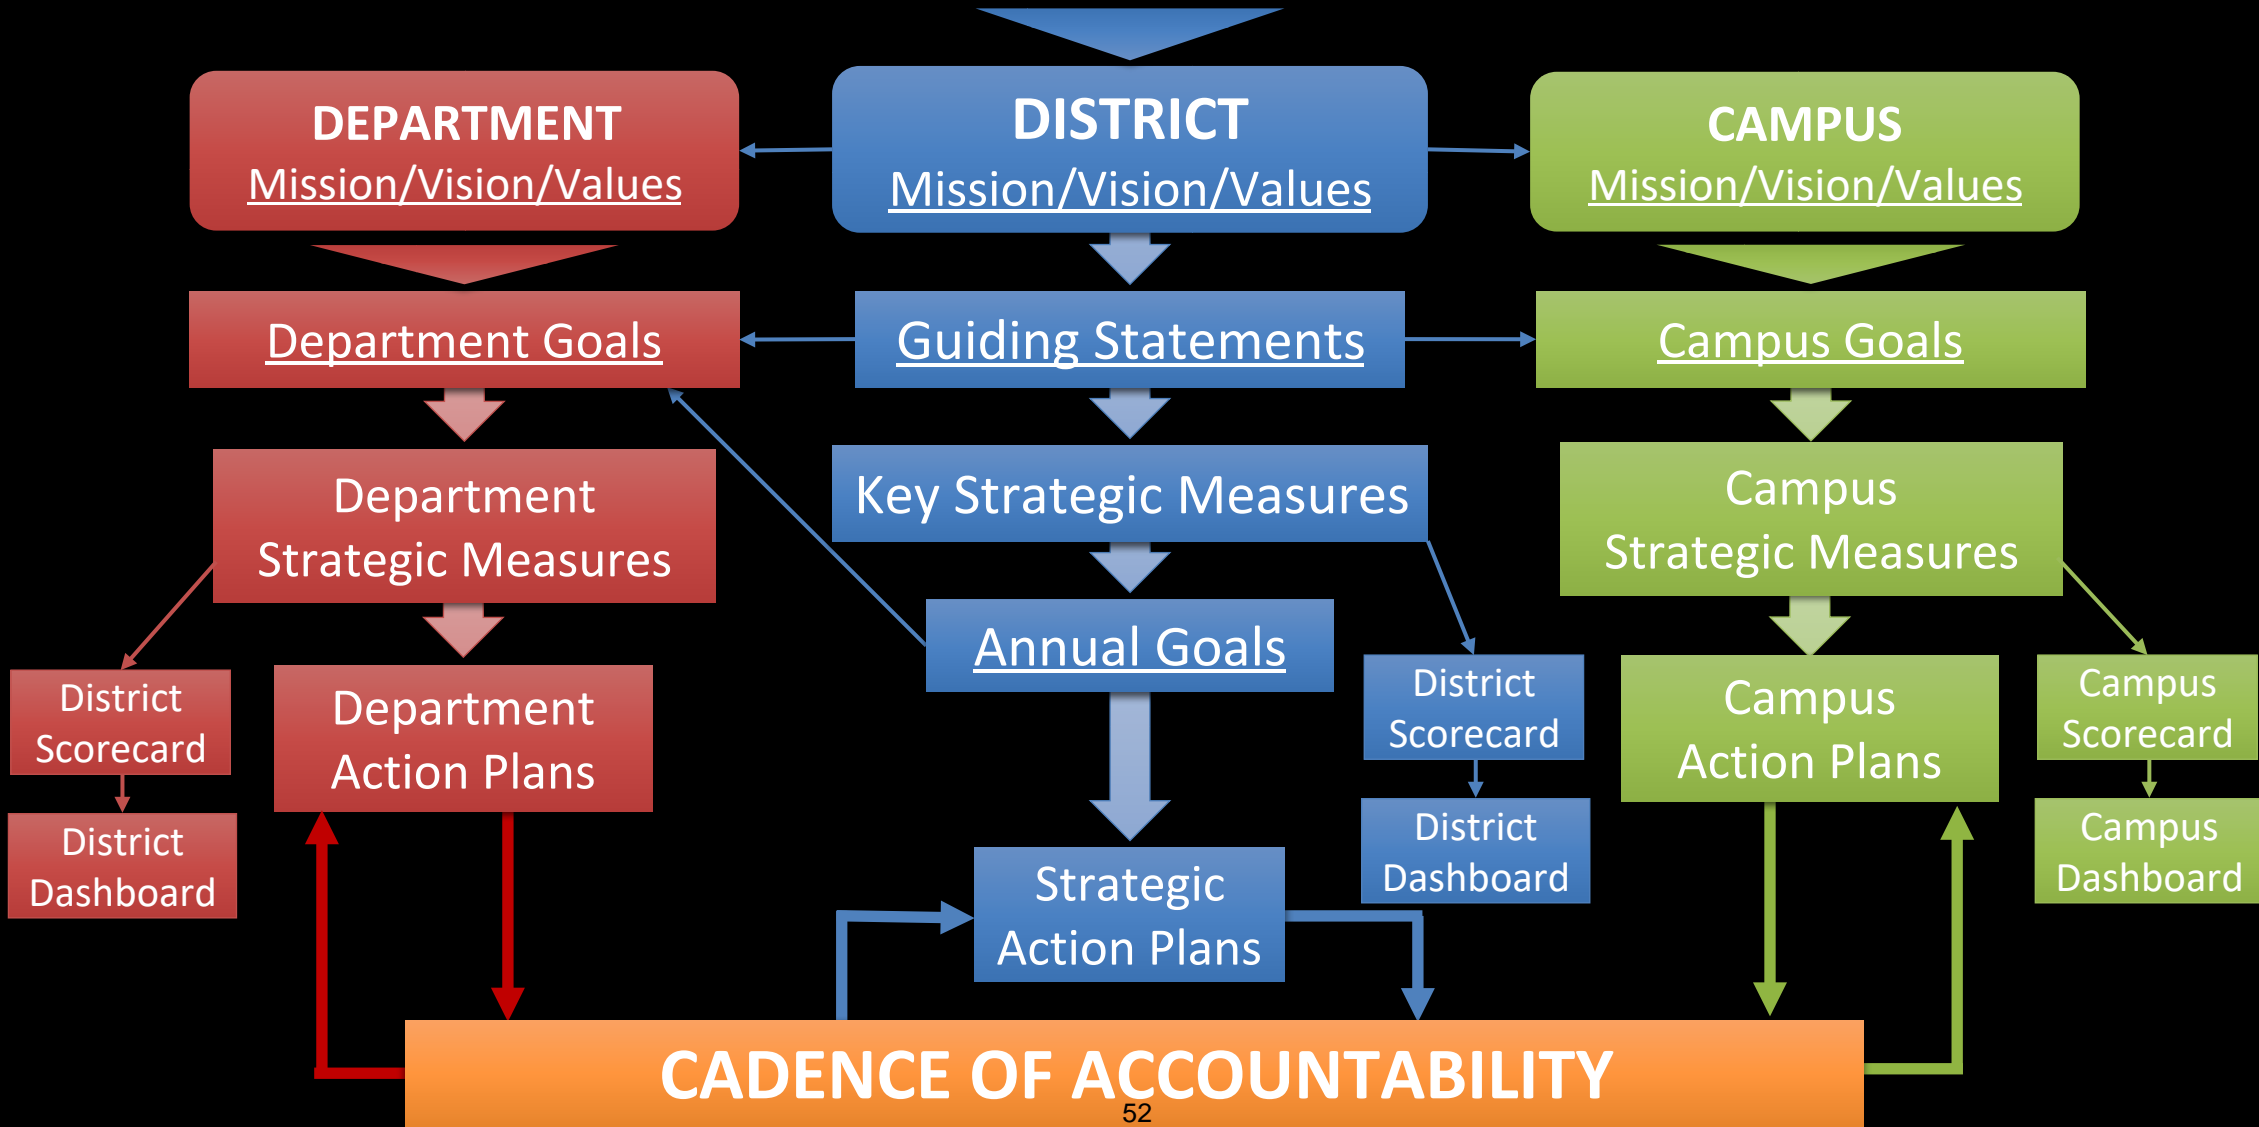 DEPARTMENT
Mission/Vision/Values
DISTRICT
Mission/Vision/Values
CAMPUS
Mission/Vision/Values
Department Goals
Guiding Statements
Campus Goals
Department
Strategic Measures
Key Strategic Measures
Campus
Strategic Measures
Annual Goals
District
Scorecard
Department
Action Plans
District
Scorecard
Campus
Action Plans
Campus
Scorecard
District
Dashboard
District
Dashboard
Campus
Dashboard
Strategic
Action Plans
CADENCE OF ACCOUNTABILITY
52